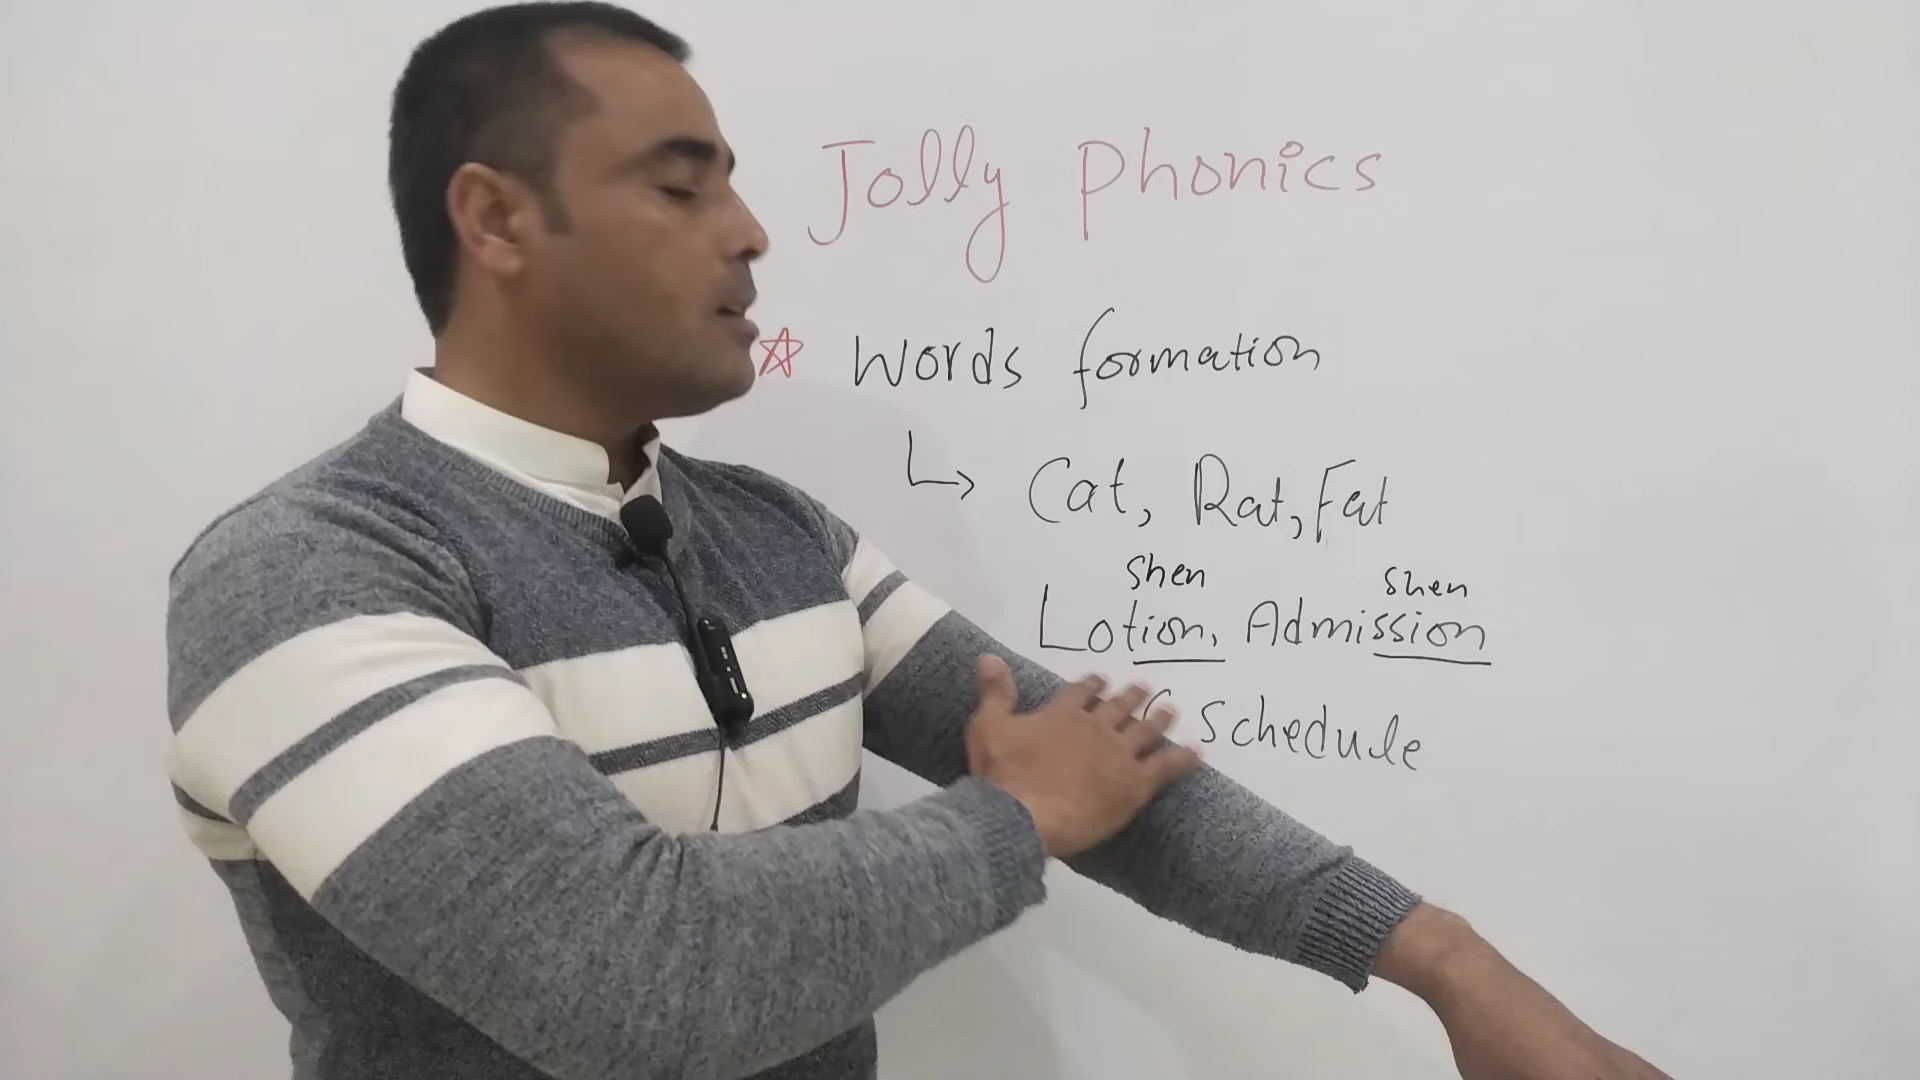 Jolly Phonics
☆ Words formation
↳ Cat, Rat, Fat
shen shen
Lotion, Admission
Schedule